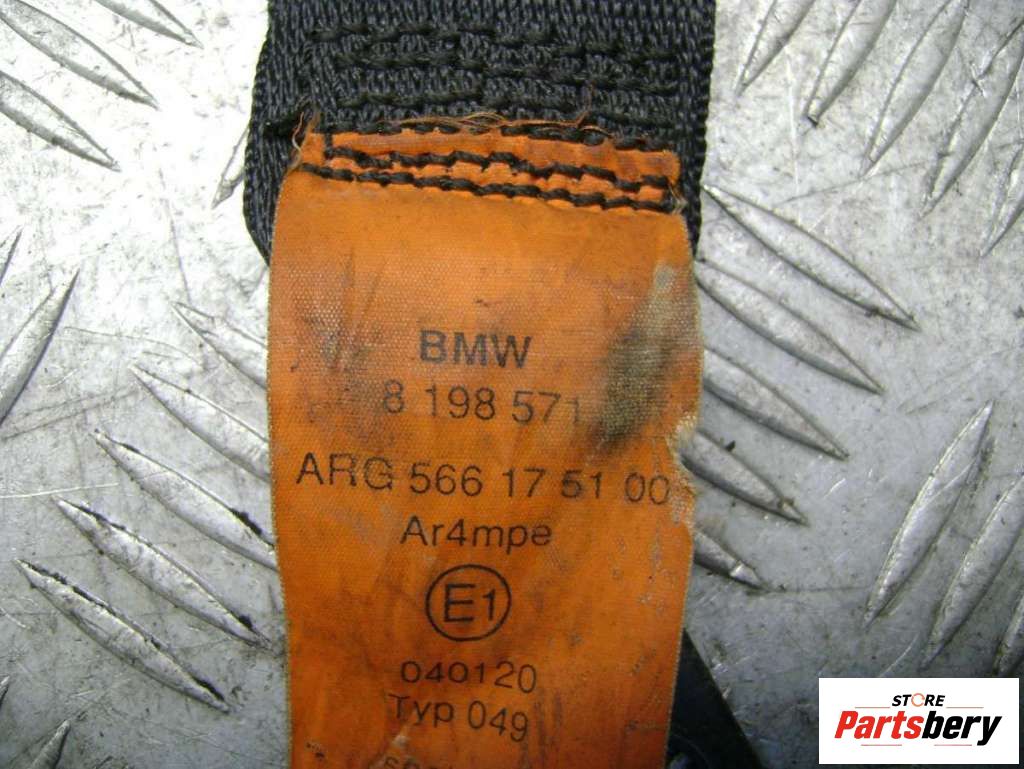 BMW
8 198 571
ARG 566 17 51 00
Ar4mpe
E1
040120
Typ 049
STORE
Partsbery